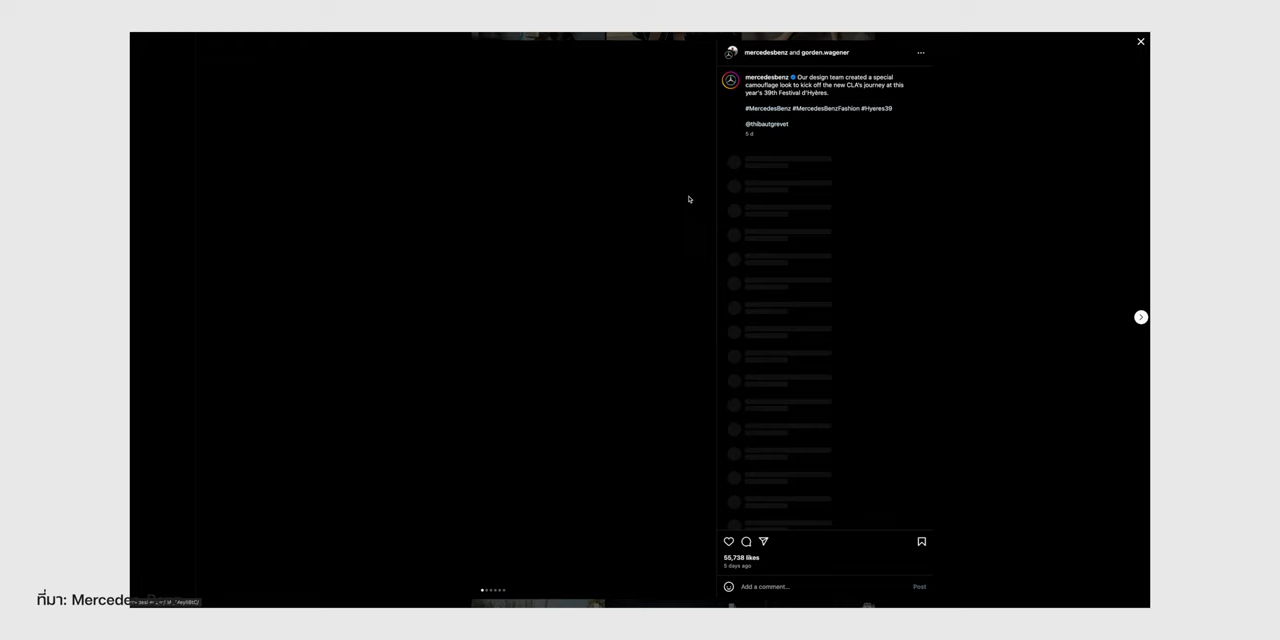 mercedesbenz and gorden.wagener
mercedesbenz Our design team created a special
camouflage look to kick off the new CLA's journey at this
year's 39th Festival d'Hyères.
#MercedesBenz #MercedesBenzFashion #Hyeres39
@thibautgrevet
5 d
55,738 likes
5 days ago
Add a comment...
Post
ที่มา: